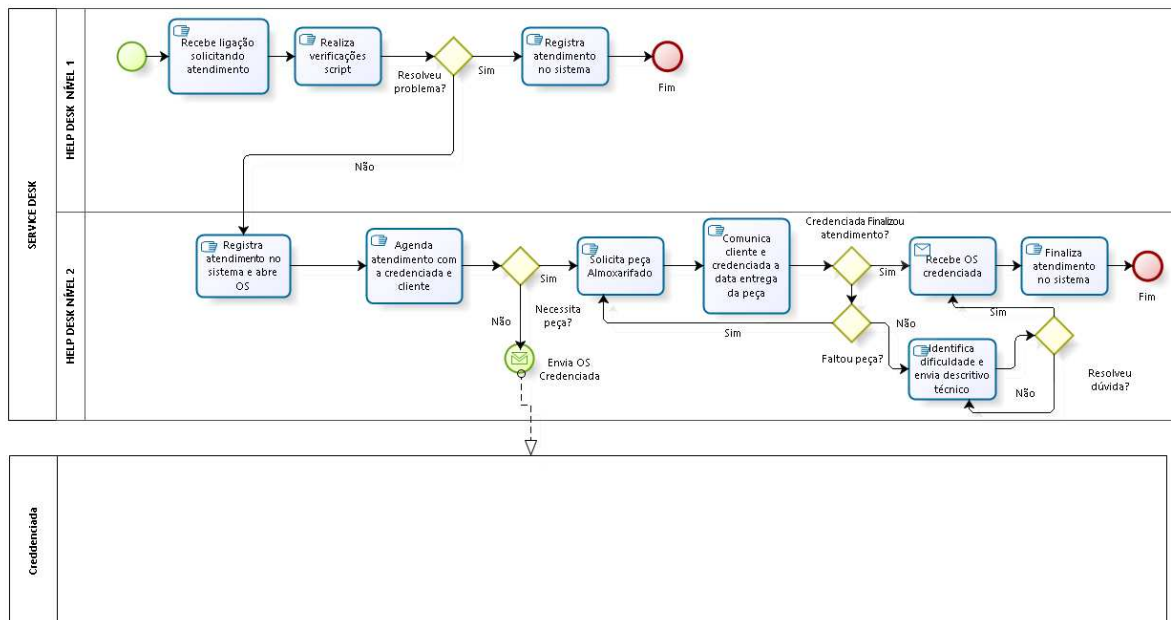 SERVICE DESK
HELP DESK NÍVEL 1
Recebe ligação
solicitando
atendimento
Realiza
verificações
script
Resolveu
problema?
Sim
Registra
atendimento
no sistema
Fim
Não
HELP DESK NÍVEL 2
Registra
atendimento no
sistema e abre
OS
Agenda
atendimento com
a credenciada e
cliente
Sim
Necessita
peça?
Não
Envia OS
Credenciada
Solicita peça
Almoxarifado
Comunica
cliente e
credenciada a
data entrega
da peça
Credenciada Finalizou
atendimento?
Sim
Recebe OS
credenciada
Finaliza
atendimento
no sistema
Fim
Sim
Faltou peça?
Não
Identifica
dificuldade e
envia descritivo
técnico
Sim
Não
Resolveu
dúvida?
Creddenciada